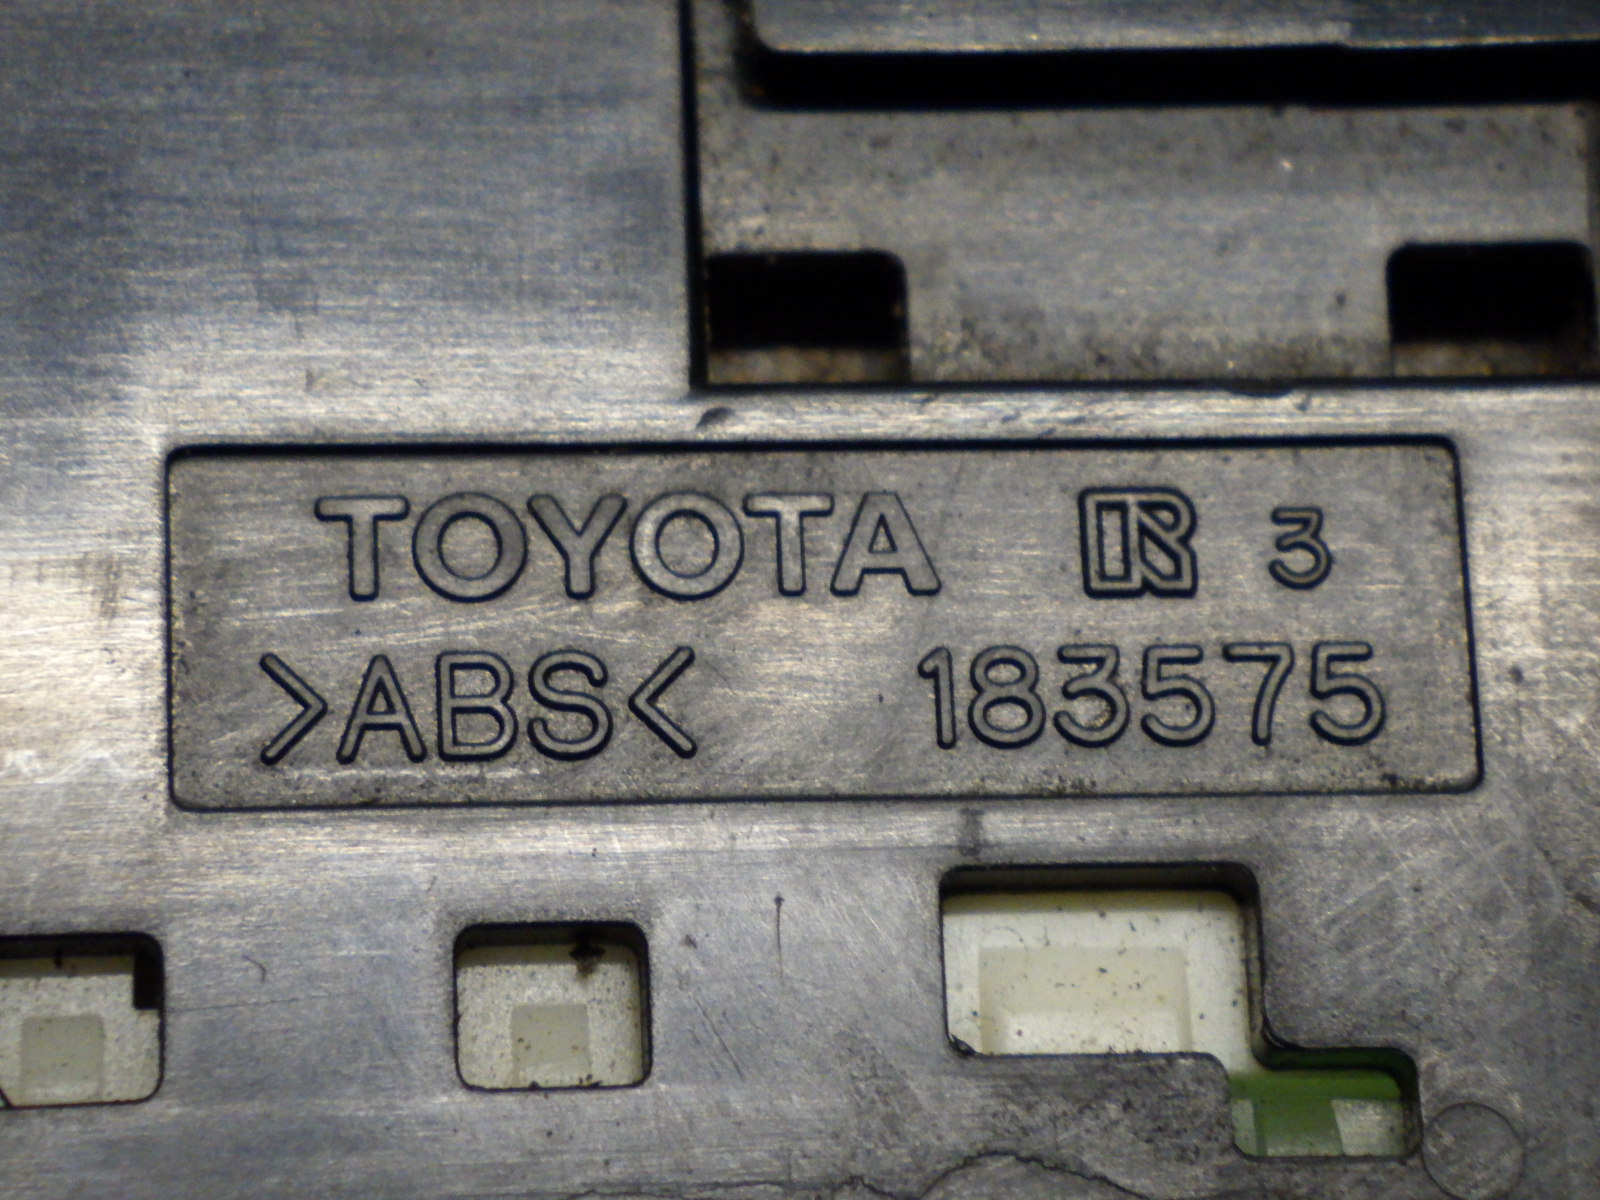 TOYOTA R 3
>ABS< 183575